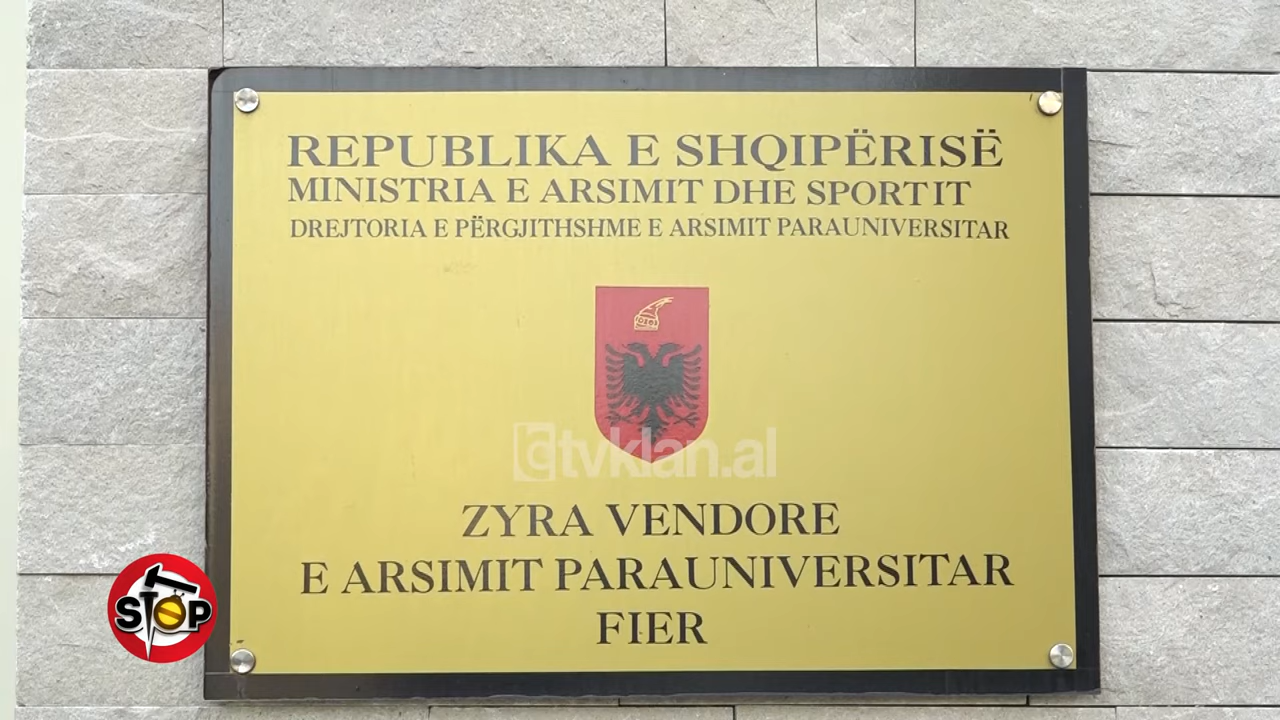 REPUBLIKA E SHQIPËRISË
MINISTRIA E ARSIMIT DHE SPORTIT
DREJTORIA E PËRGJITHSHME E ARSIMIT PARAUNIVERSITAR
tvklan.al
ZYRA VENDORE
E ARSIMIT PARAUNIVERSITAR
FIER
STOP